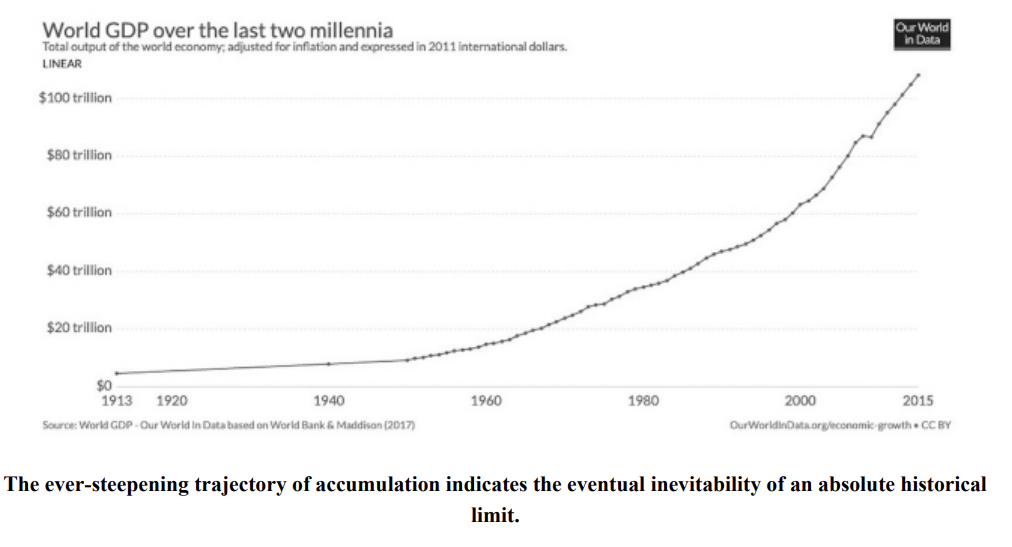 World GDP over the last two millennia
Our World
in Data
Total output of the world economy; adjusted for inflation and expressed in 2011 international dollars.
LINEAR
$100 trillion
$80 trillion
$60 trillion
$40 trillion
$20 trillion
$0
1913 1920 1940 1960 1980 2000 2015
Source: World GDP - Our World In Data based on World Bank & Maddison (2017)
OurWorldInData.org/economic-growth • CC BY
The ever-steepening trajectory of accumulation indicates the eventual inevitability of an absolute historical
limit.